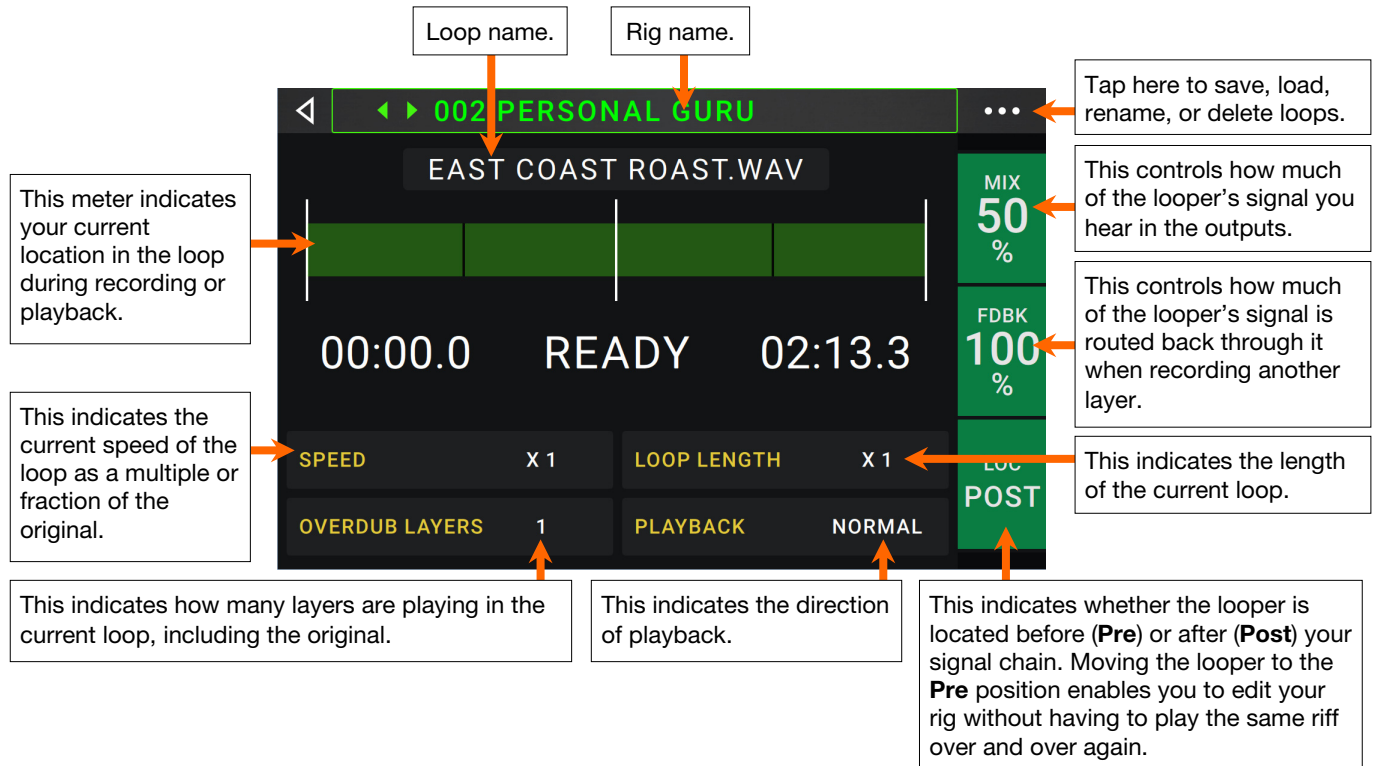 Loop name.
Rig name.
Tap here to save, load,
rename, or delete loops.
002 PERSONAL GURU
EAST COAST ROAST.WAV
MIX
50
%
This controls how much
of the looper’s signal you
hear in the outputs.
This meter indicates
your current
location in the loop
during recording or
playback.
00:00.0 READY 02:13.3
FDBK
100
%
This controls how much
of the looper’s signal is
routed back through it
when recording another
layer.
This indicates the
current speed of the
loop as a multiple or
fraction of the
original.
SPEED X 1
LOOP LENGTH X 1
OVERDUB LAYERS 1
PLAYBACK NORMAL
LOC
POST
This indicates the length
of the current loop.
This indicates how many layers are playing in the
current loop, including the original.
This indicates the direction
of playback.
This indicates whether the looper is
located before (Pre) or after (Post) your
signal chain. Moving the looper to the
Pre position enables you to edit your
rig without having to play the same riff
over and over again.